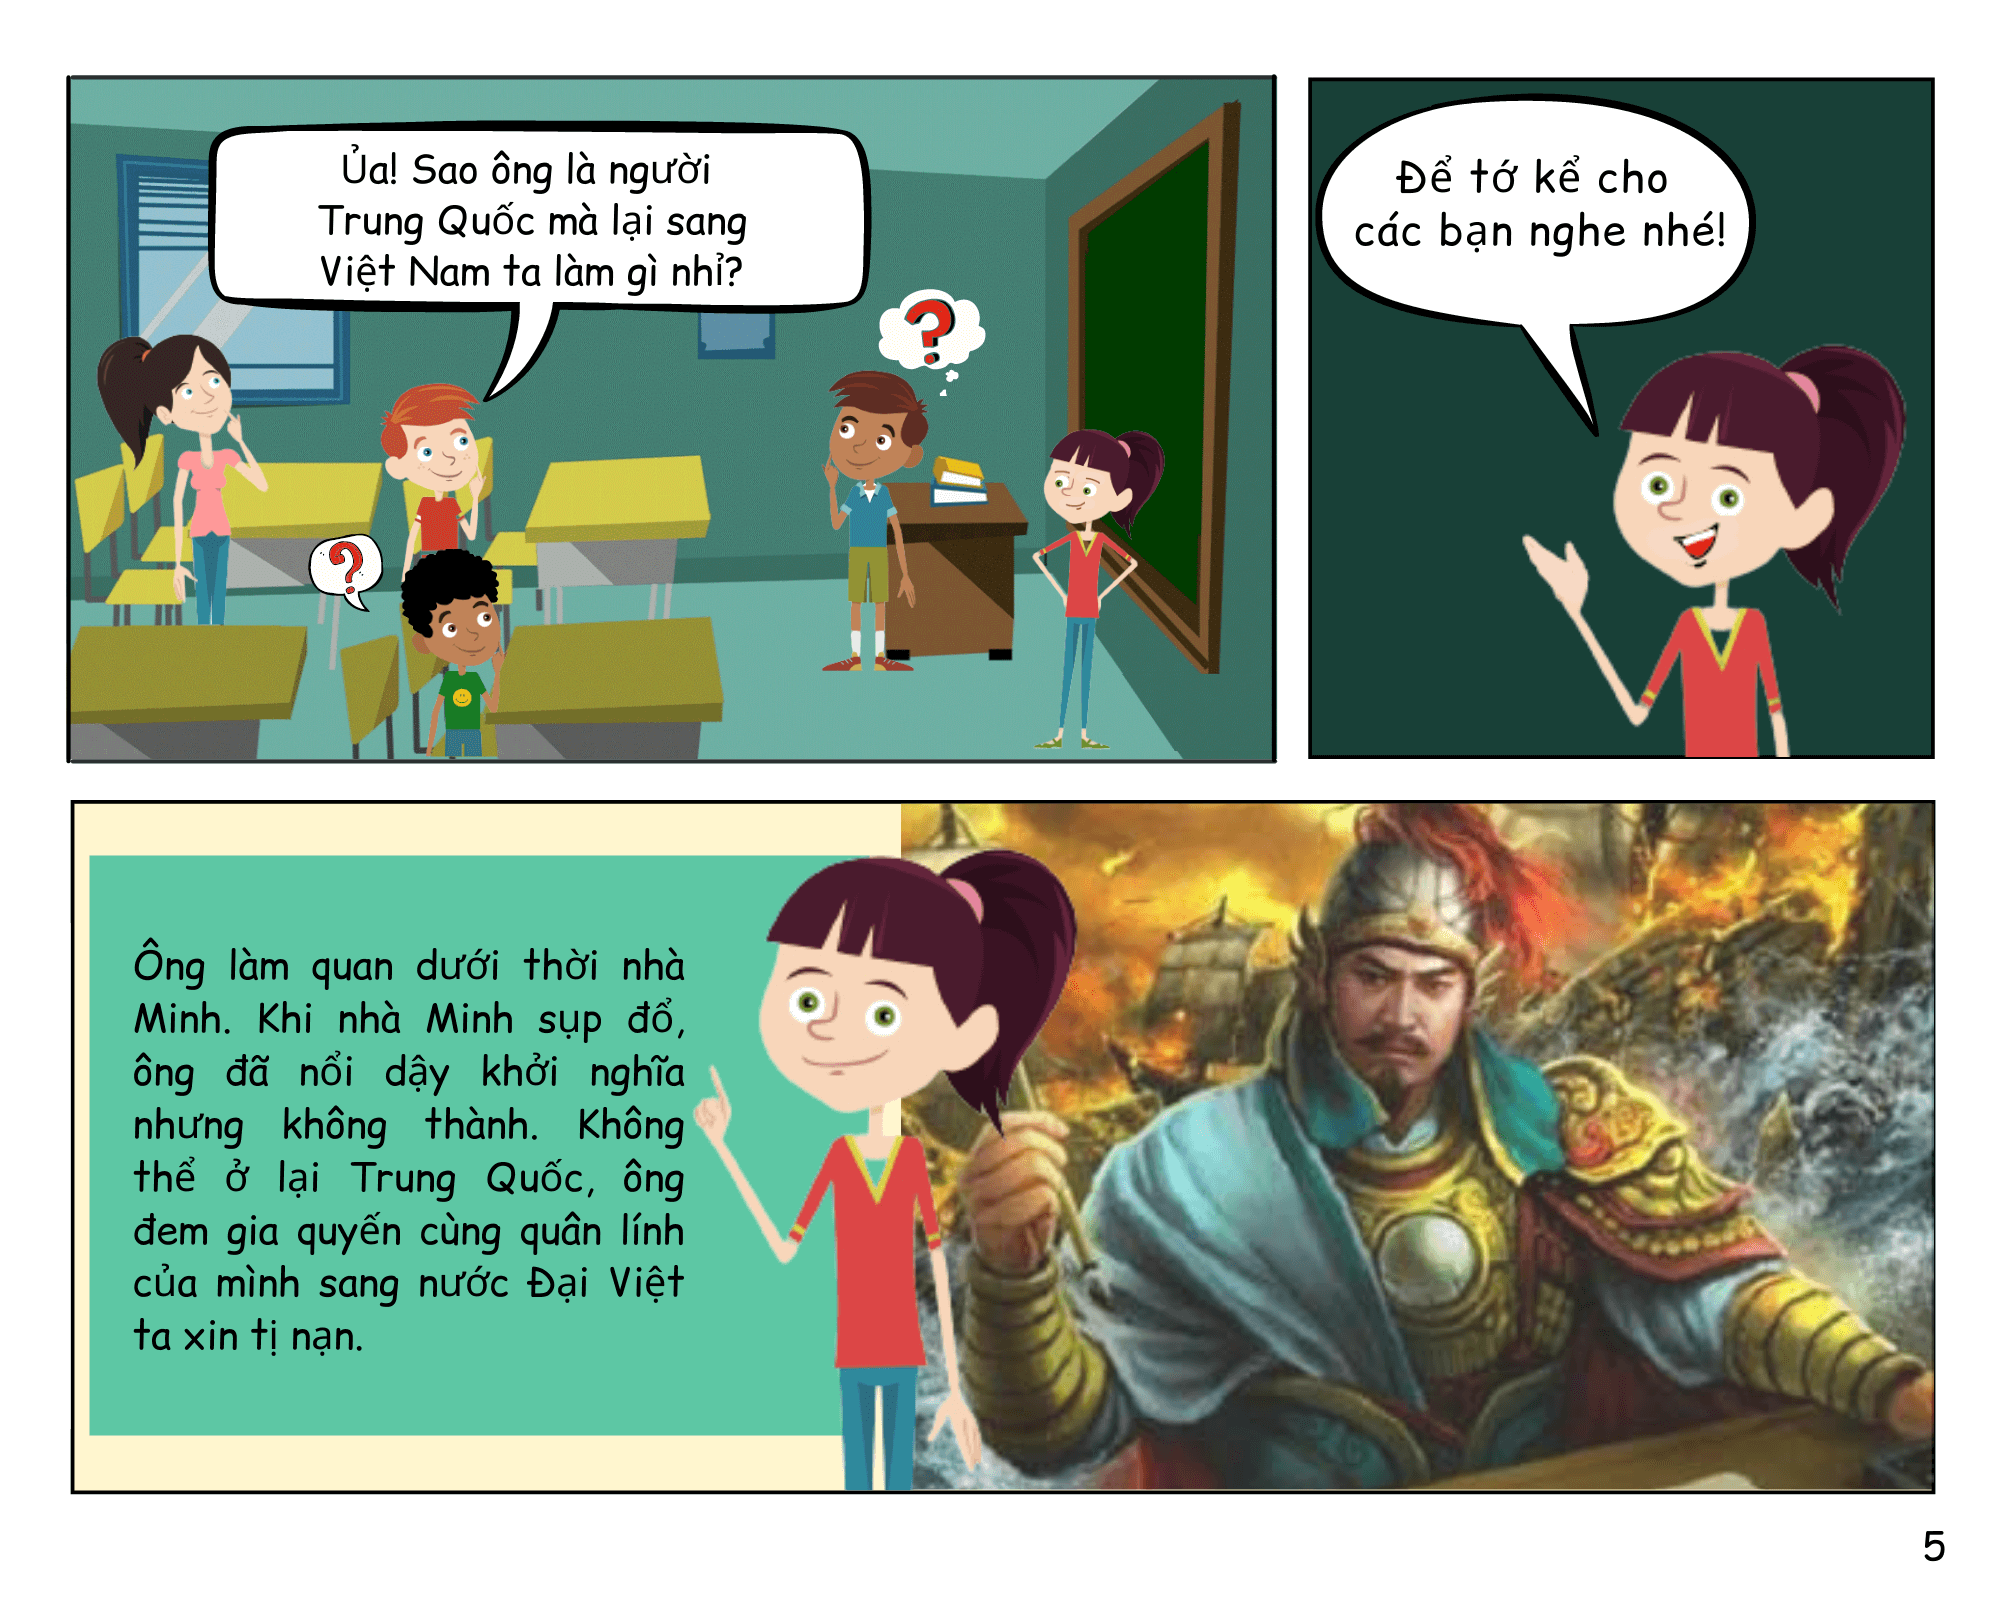 Ủa! Sao ông là người
Trung Quốc mà lại sang
Việt Nam ta làm gì nhỉ?
?
?
Để tớ kể cho
các bạn nghe nhé!
Ông làm quan dưới thời nhà
Minh. Khi nhà Minh sụp đổ,
ông đã nổi dậy khởi nghĩa
nhưng không thành. Không
thể ở lại Trung Quốc, ông
đem gia quyến cùng quân lính
của mình sang nước Đại Việt
ta xin tị nạn.
5